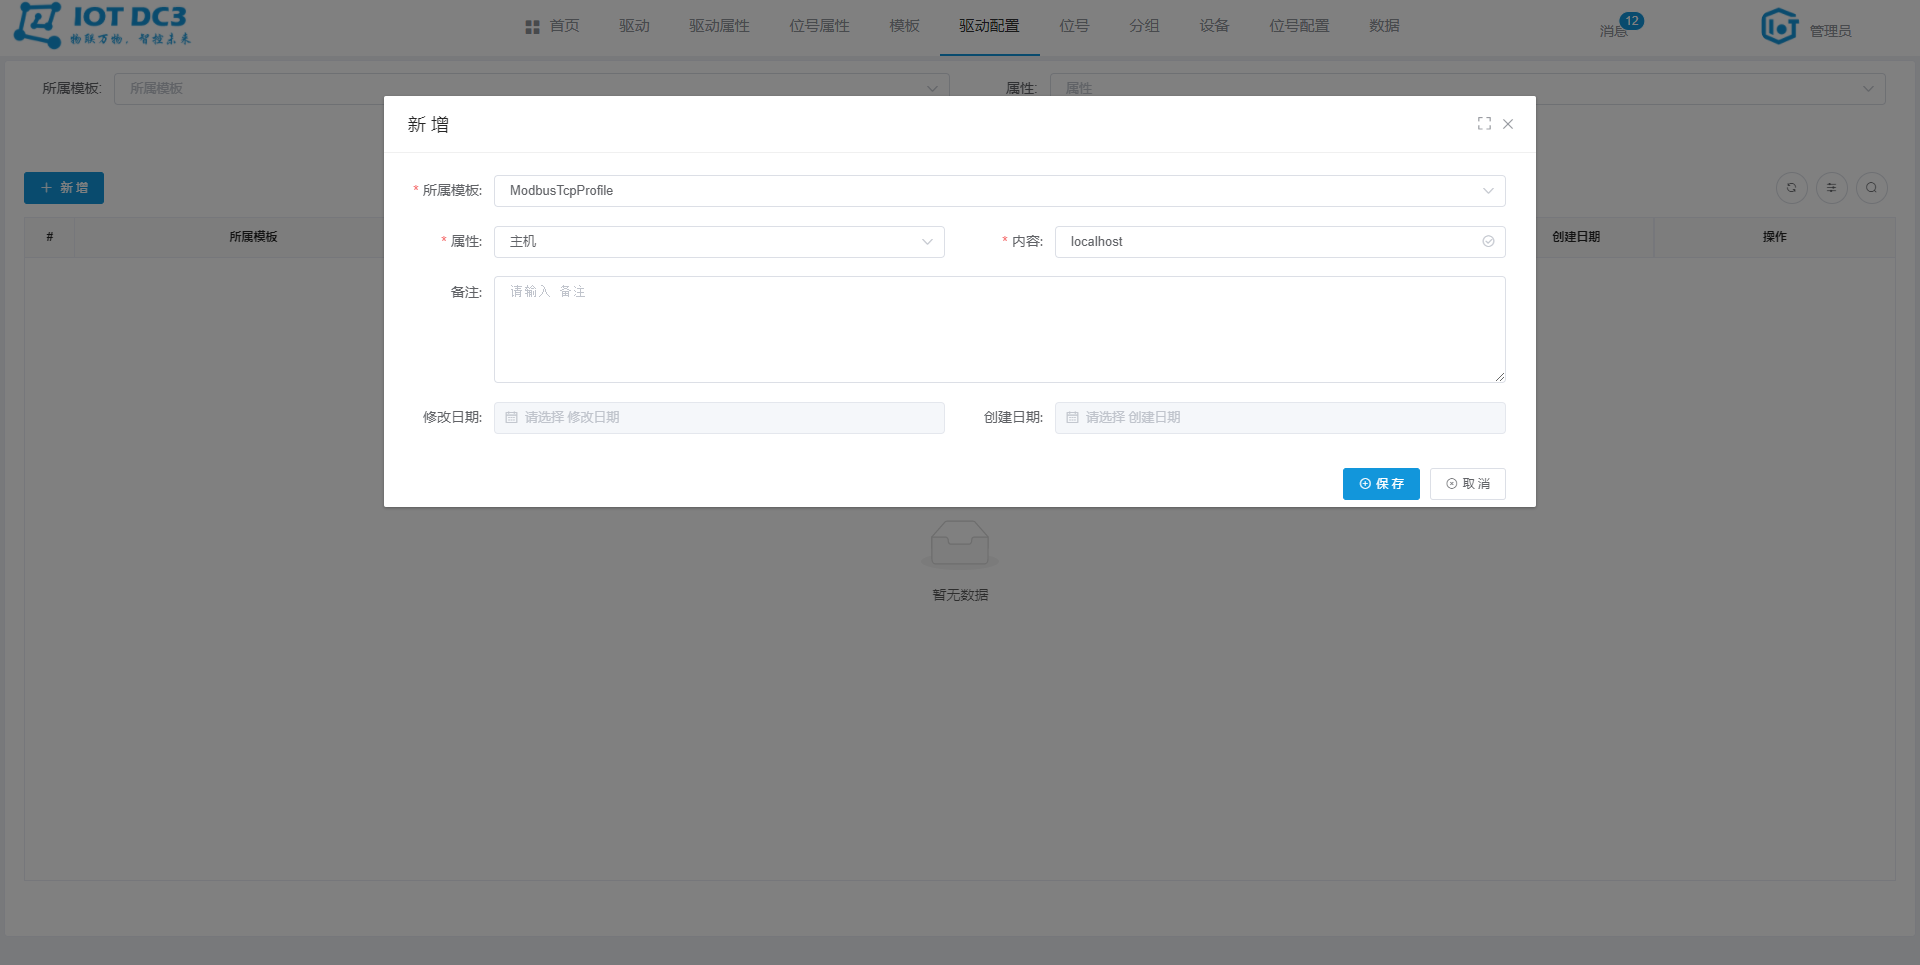 IOT DC3
物联万物，智控未来
首页 驱动 驱动属性 位号属性 模板 驱动配置 位号 分组 设备 位号配置 数据
消息 12
IoT
管理员
所属模板: 所属模板
属性: 属性
新增
* 所属模板: ModbusTcpProfile
* 属性: 主机
* 内容: localhost
备注: 请输入 备注
修改日期: 请选择 修改日期
创建日期: 请选择 创建日期
保存 取消
新增
# 所属模板 创建日期 操作
暂无数据